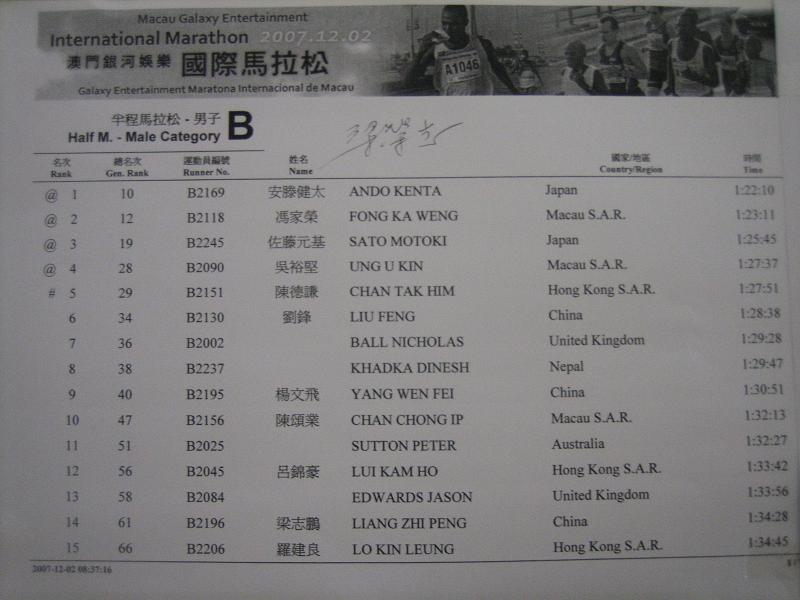 Macau Galaxy Entertainment
International Marathon 2007.12.02
澳門銀河娛樂 國際馬拉松
Galaxy Entertainment Maratona Internacional de Macau
A1046
半程馬拉松 - 男子
Half M. - Male Category B
名次 總名次 運動員編號 姓名 國家/地區 時間
Rank Gen. Rank Runner No. Name Country/Region Time
@ 1 10 B2169 安滕健太 ANDO KENTA Japan 1:22:10
@ 2 12 B2118 馮家榮 FONG KA WENG Macau S.A.R. 1:23:11
@ 3 19 B2245 佐藤元基 SATO MOTOKI Japan 1:25:45
@ 4 28 B2090 吳裕堅 UNG U KIN Macau S.A.R. 1:27:37
# 5 29 B2151 陳德謙 CHAN TAK HIM Hong Kong S.A.R. 1:27:51
6 34 B2130 劉鋒 LIU FENG China 1:28:38
7 36 B2002 BALL NICHOLAS United Kingdom 1:29:28
8 38 B2237 KHADKA DINESH Nepal 1:29:47
9 40 B2195 楊文飛 YANG WEN FEI China 1:30:51
10 47 B2156 陳頌業 CHAN CHONG IP Macau S.A.R. 1:32:13
11 51 B2025 SUTTON PETER Australia 1:32:27
12 56 B2045 呂錦豪 LUI KAM HO Hong Kong S.A.R. 1:33:42
13 58 B2084 EDWARDS JASON United Kingdom 1:33:56
14 61 B2196 梁志鵬 LIANG ZHI PENG China 1:34:28
15 66 B2206 羅建良 LO KIN LEUNG Hong Kong S.A.R. 1:34:45
2007-12-02 08:37:16